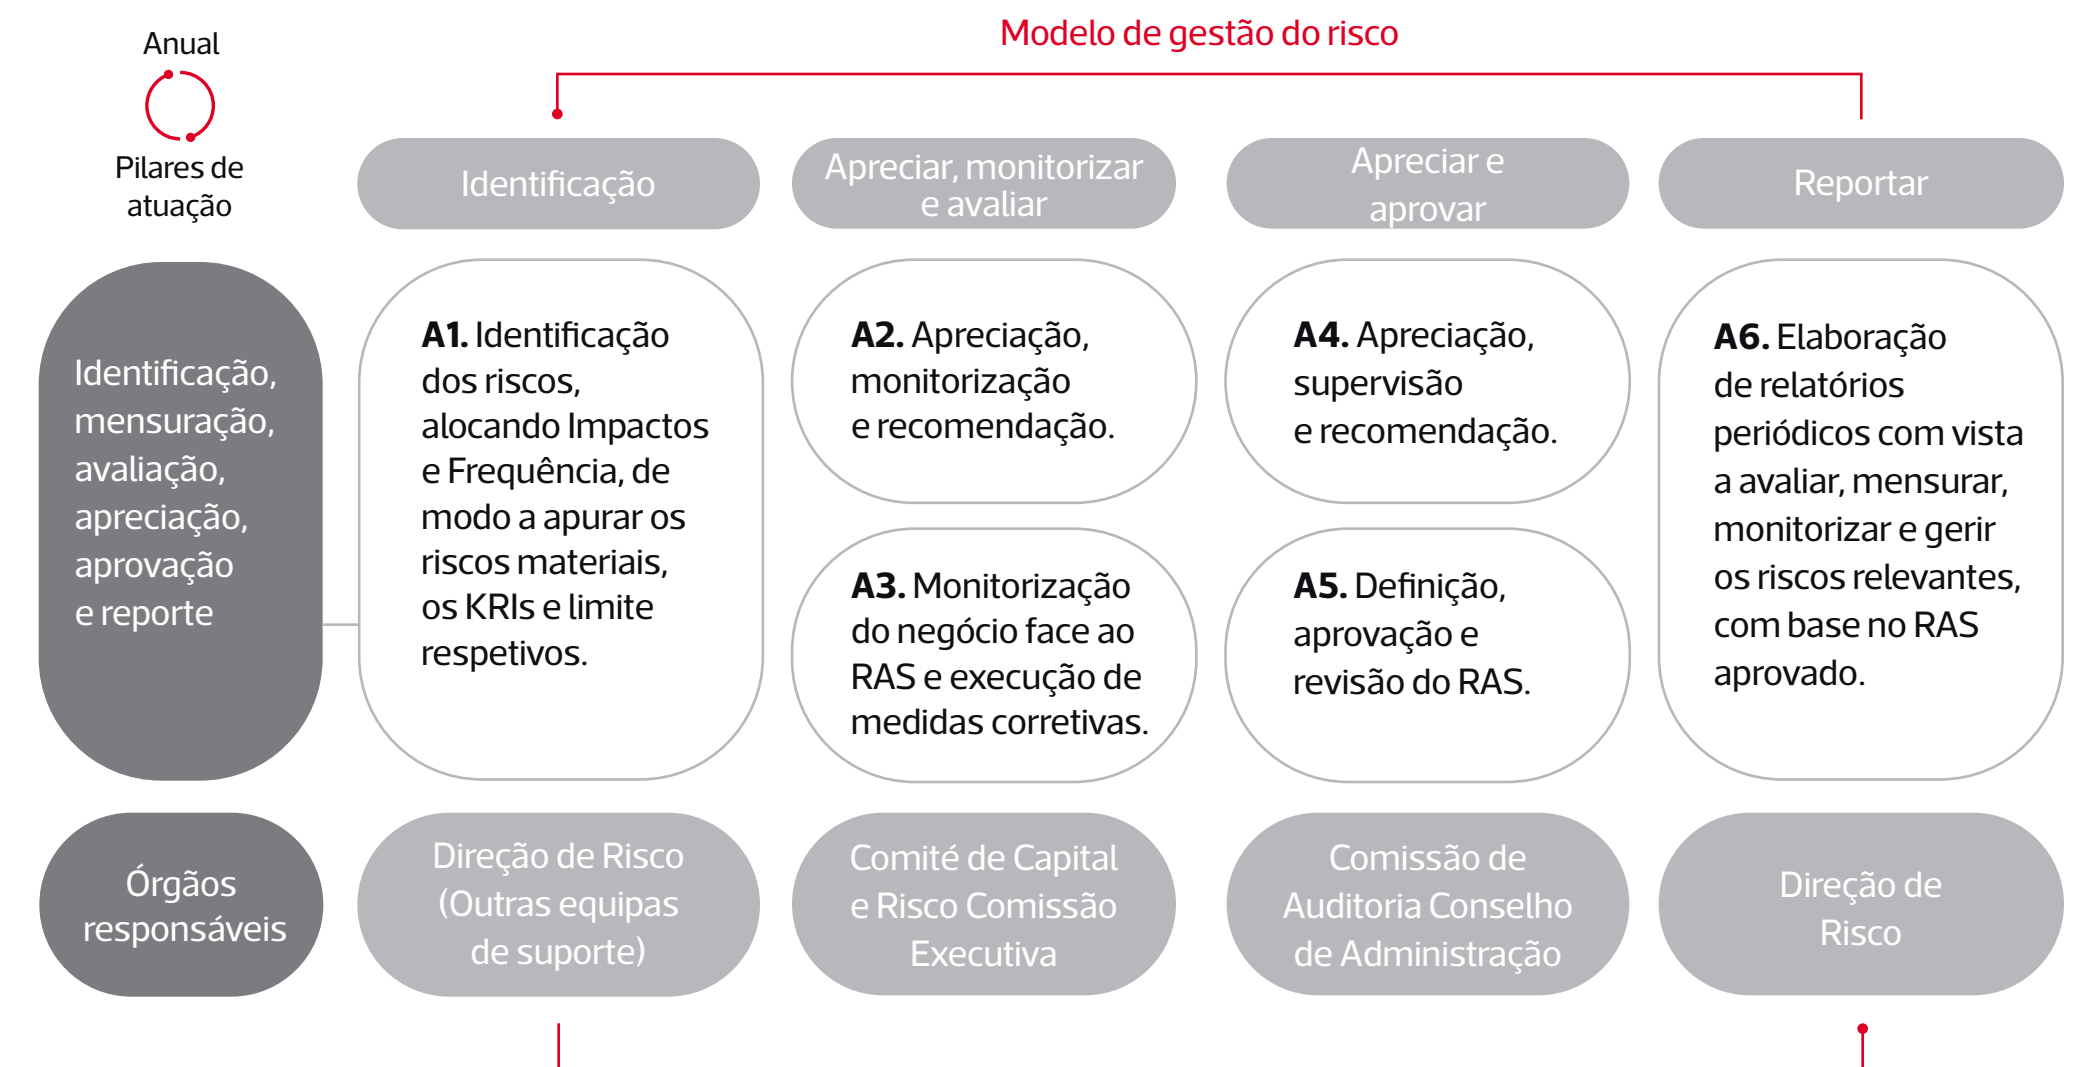 Modelo de gestão do risco
Anual
Pilares de
atuação
Identificação
Apreciar, monitorizar
e avaliar
Apreciar e
aprovar
Reportar
Identificação,
mensuração,
avaliação,
apreciação,
aprovação
e reporte
A1. Identificação
dos riscos,
alocando Impactos
e Frequência, de
modo a apurar os
riscos materiais,
os KRIs e limite
respetivos.
A2. Apreciação,
monitorização
e recomendação.
A3. Monitorização
do negócio face ao
RAS e execução de
medidas corretivas.
A4. Apreciação,
supervisão
e recomendação.
A5. Definição,
aprovação e
revisão do RAS.
A6. Elaboração
de relatórios
periódicos com vista
a avaliar, mensurar,
monitorizar e gerir
os riscos relevantes,
com base no RAS
aprovado.
Órgãos
responsáveis
Direção de Risco
(Outras equipas
de suporte)
Comité de Capital
e Risco Comissão
Executiva
Comissão de
Auditoria Conselho
de Administração
Direção de
Risco